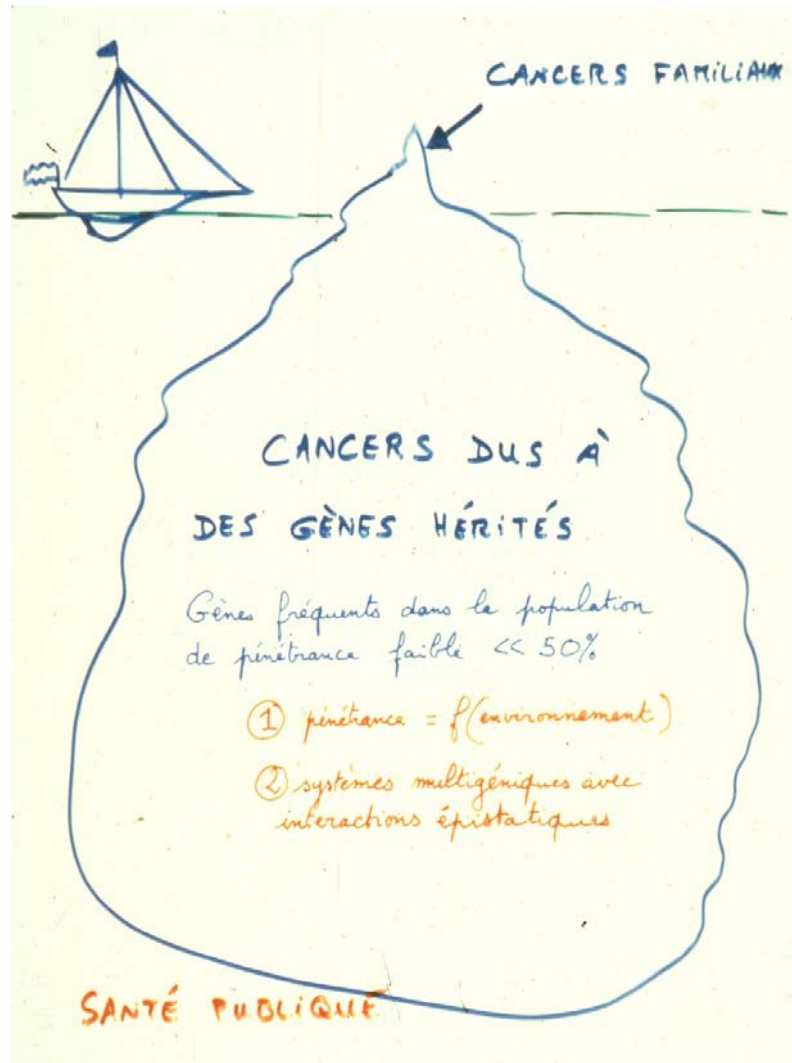 CANCERS FAMILIAUX
CANCERS DUS À
DES GÈNES HÉRITÉS
Gènes fréquents dans la population
de pénétrance faible << 50%
① pénétrance = f(environnement)
② systèmes multigéniques avec
interactions épistatiques
SANTÉ PUBLIQUE